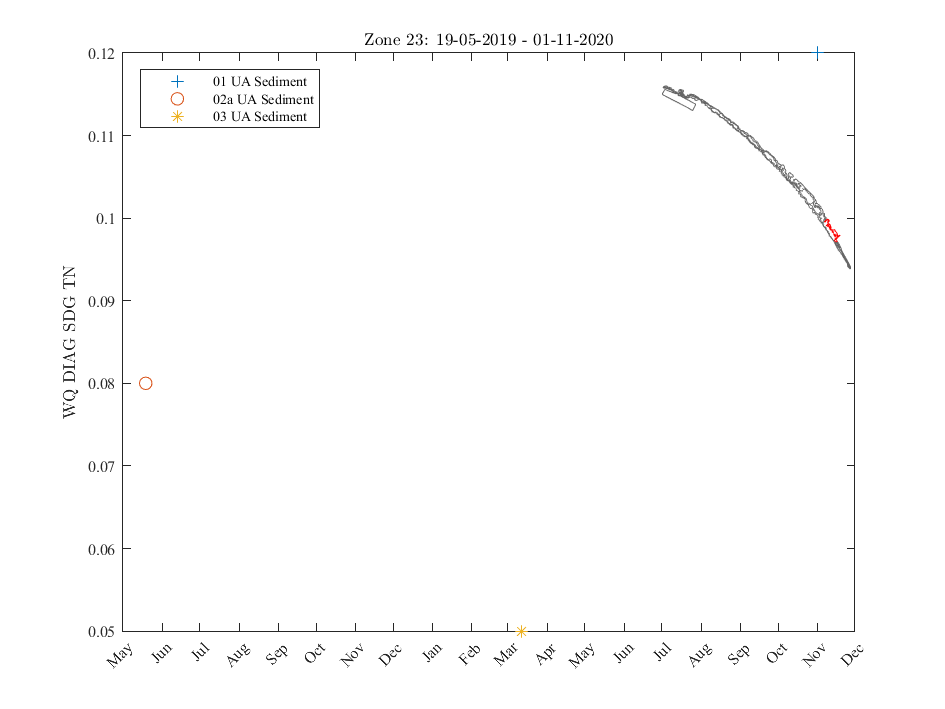 Zone 23: 19-05-2019 - 01-11-2020
0.12
01 UA Sediment
02a UA Sediment
03 UA Sediment
0.11
0.1
0.09
0.08
0.07
0.06
0.05
WQ DIAG SDG TN
May Jun Jul Aug Sep Oct Nov Dec Jan Feb Mar Apr May Jun Jul Aug Sep Oct Nov Dec